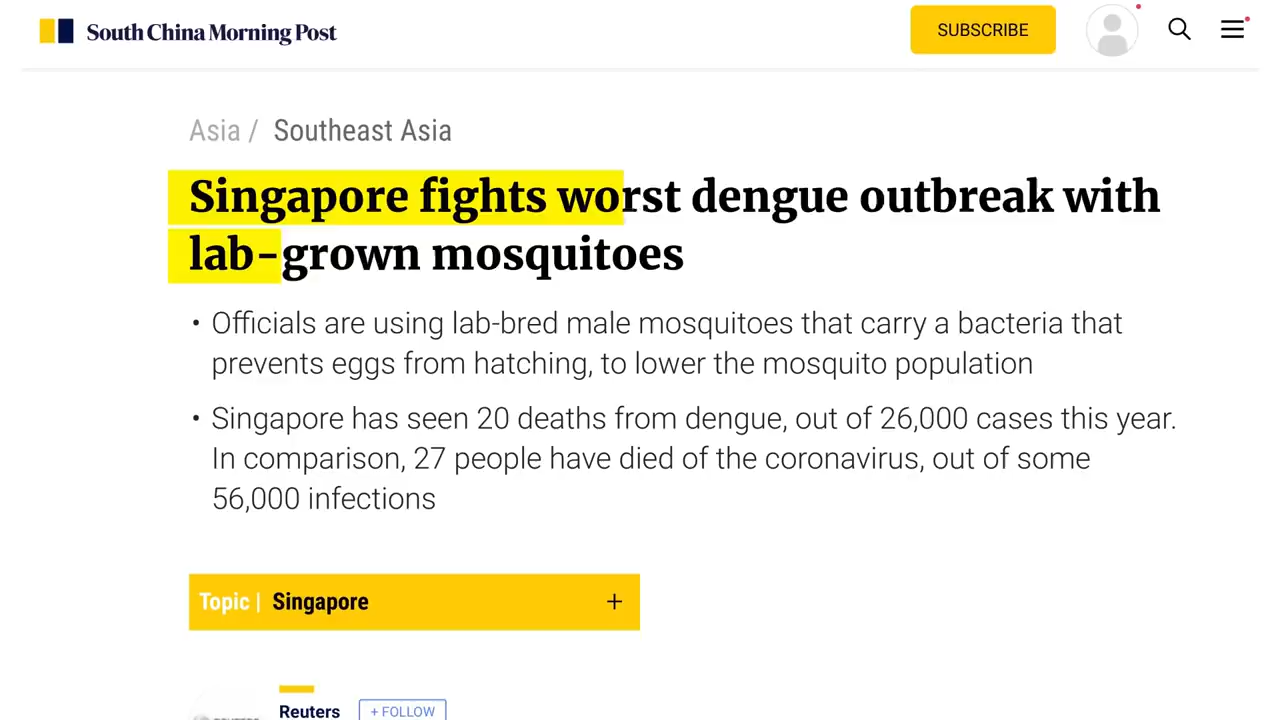 South China Morning Post
SUBSCRIBE
Asia / Southeast Asia
Singapore fights worst dengue outbreak with
lab-grown mosquitoes
• Officials are using lab-bred male mosquitoes that carry a bacteria that
prevents eggs from hatching, to lower the mosquito population
• Singapore has seen 20 deaths from dengue, out of 26,000 cases this year.
In comparison, 27 people have died of the coronavirus, out of some
56,000 infections
Topic | Singapore +
Reuters + FOLLOW